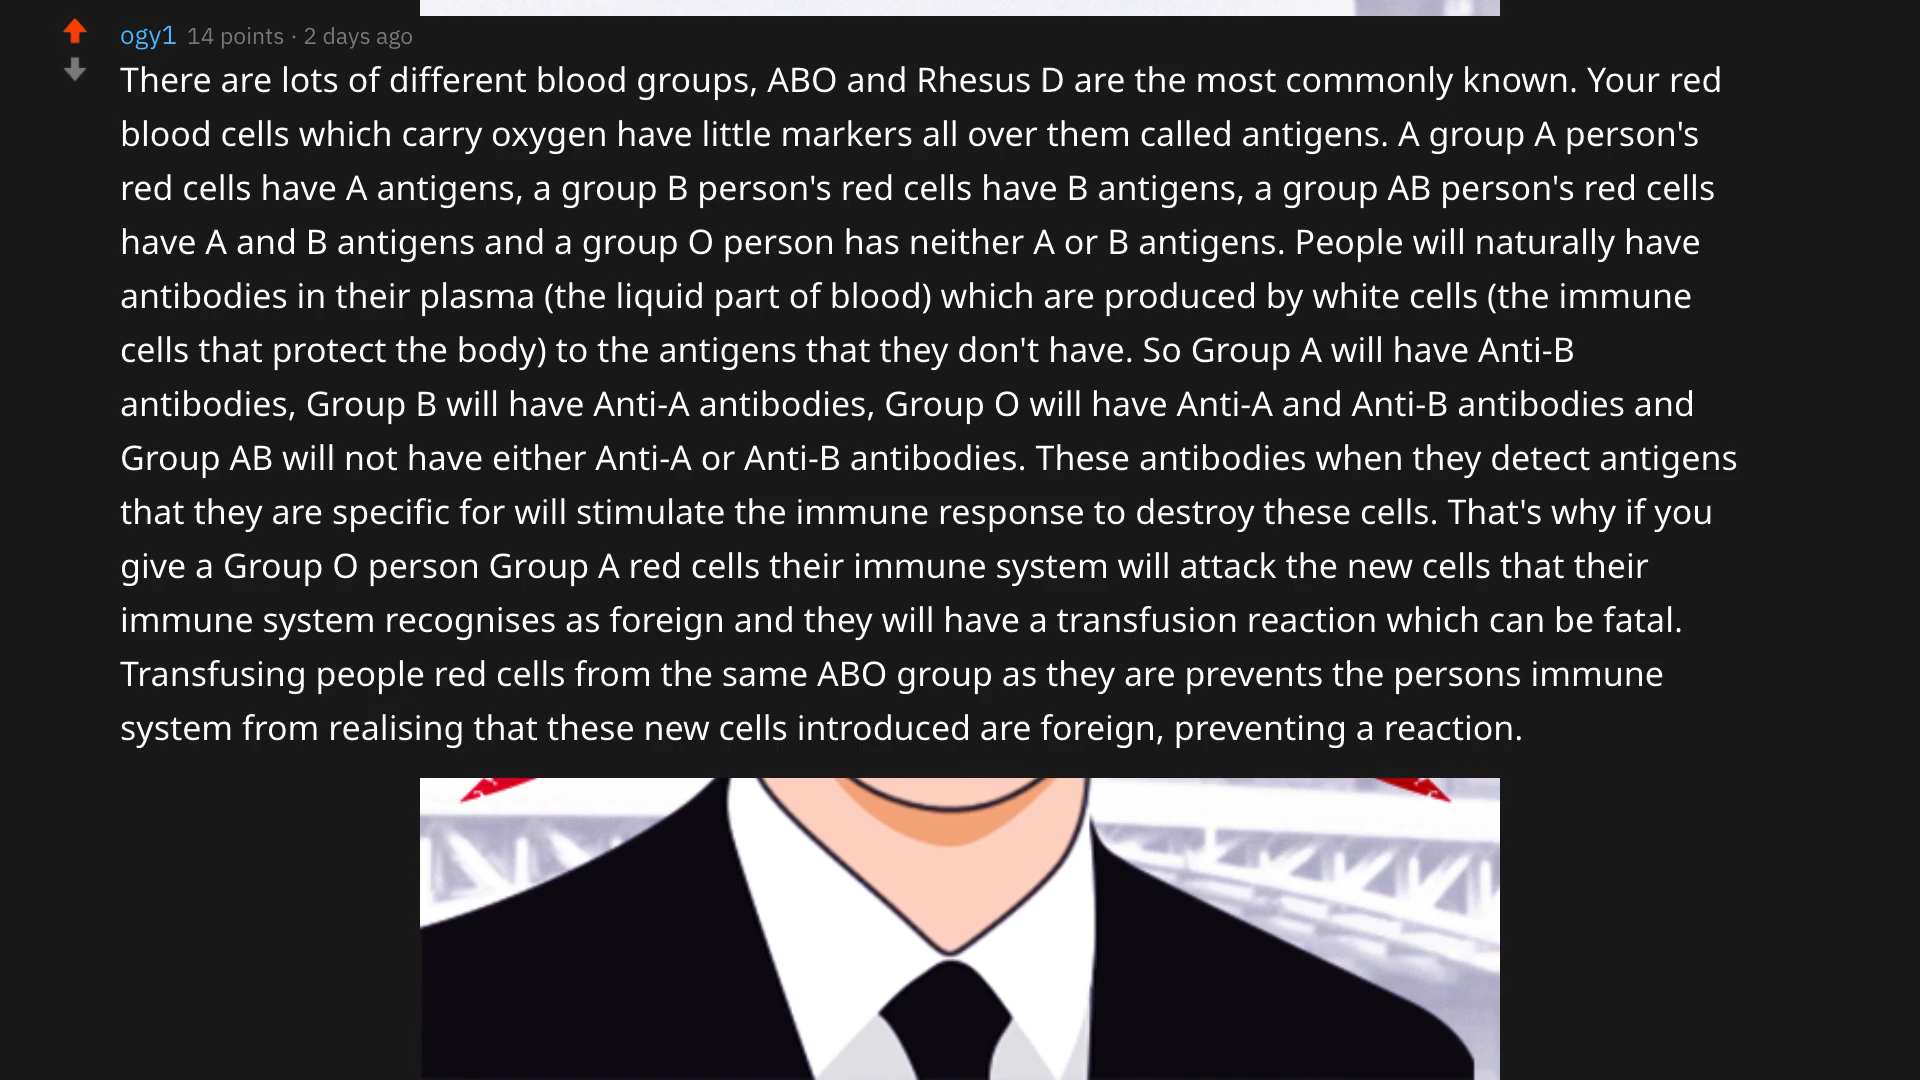 ogy1 14 points · 2 days ago
There are lots of different blood groups, ABO and Rhesus D are the most commonly known. Your red
blood cells which carry oxygen have little markers all over them called antigens. A group A person's
red cells have A antigens, a group B person's red cells have B antigens, a group AB person's red cells
have A and B antigens and a group O person has neither A or B antigens. People will naturally have
antibodies in their plasma (the liquid part of blood) which are produced by white cells (the immune
cells that protect the body) to the antigens that they don't have. So Group A will have Anti-B
antibodies, Group B will have Anti-A antibodies, Group O will have Anti-A and Anti-B antibodies and
Group AB will not have either Anti-A or Anti-B antibodies. These antibodies when they detect antigens
that they are specific for will stimulate the immune response to destroy these cells. That's why if you
give a Group O person Group A red cells their immune system will attack the new cells that their
immune system recognises as foreign and they will have a transfusion reaction which can be fatal.
Transfusing people red cells from the same ABO group as they are prevents the persons immune
system from realising that these new cells introduced are foreign, preventing a reaction.